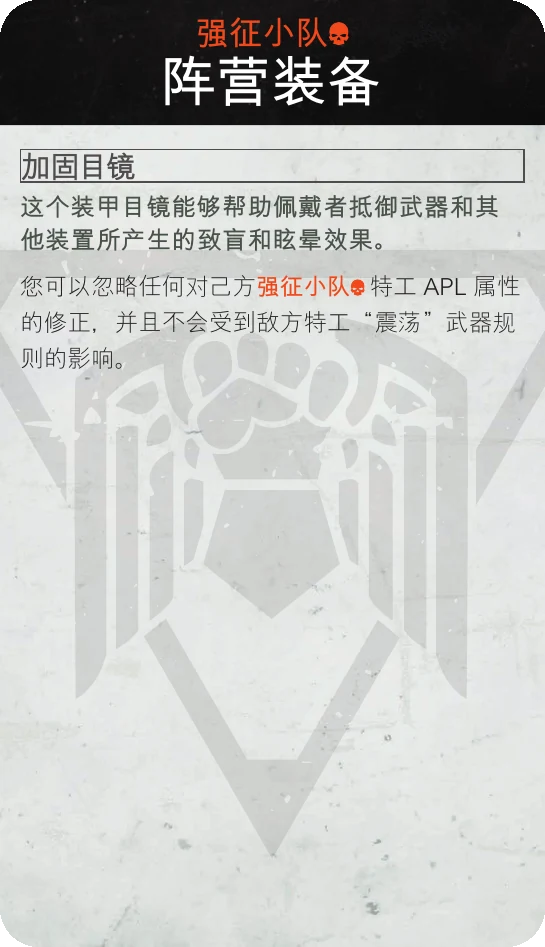 强征小队
阵营装备
加固目镜
这个装甲目镜能够帮助佩戴者抵御武器和其
他装置所产生的致盲和眩晕效果。
您可以忽略任何对己方强征小队特工 APL 属性
的修正，并且不会受到敌方特工“震荡”武器规
则的影响。